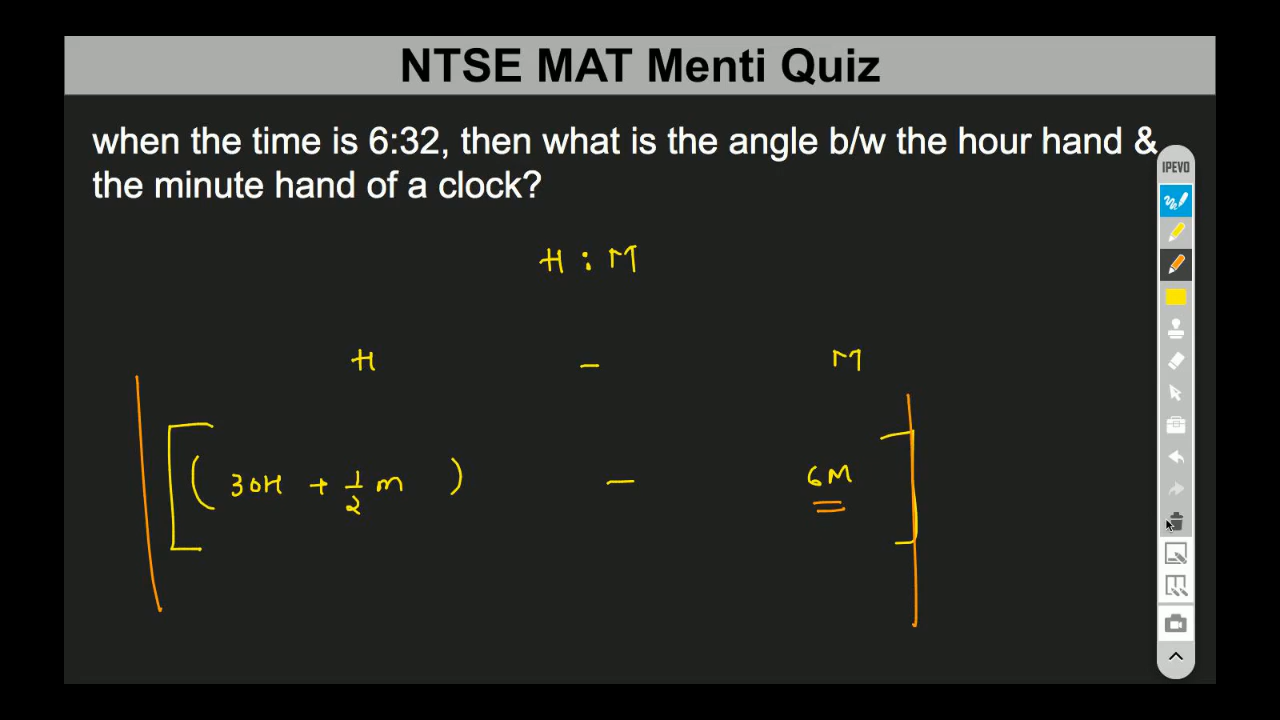 NTSE MAT Menti Quiz
when the time is 6:32, then what is the angle b/w the hour hand &
the minute hand of a clock?
IPEVO
H : M
H - M
[ ( 30H + 1/2 m ) - 6M ]